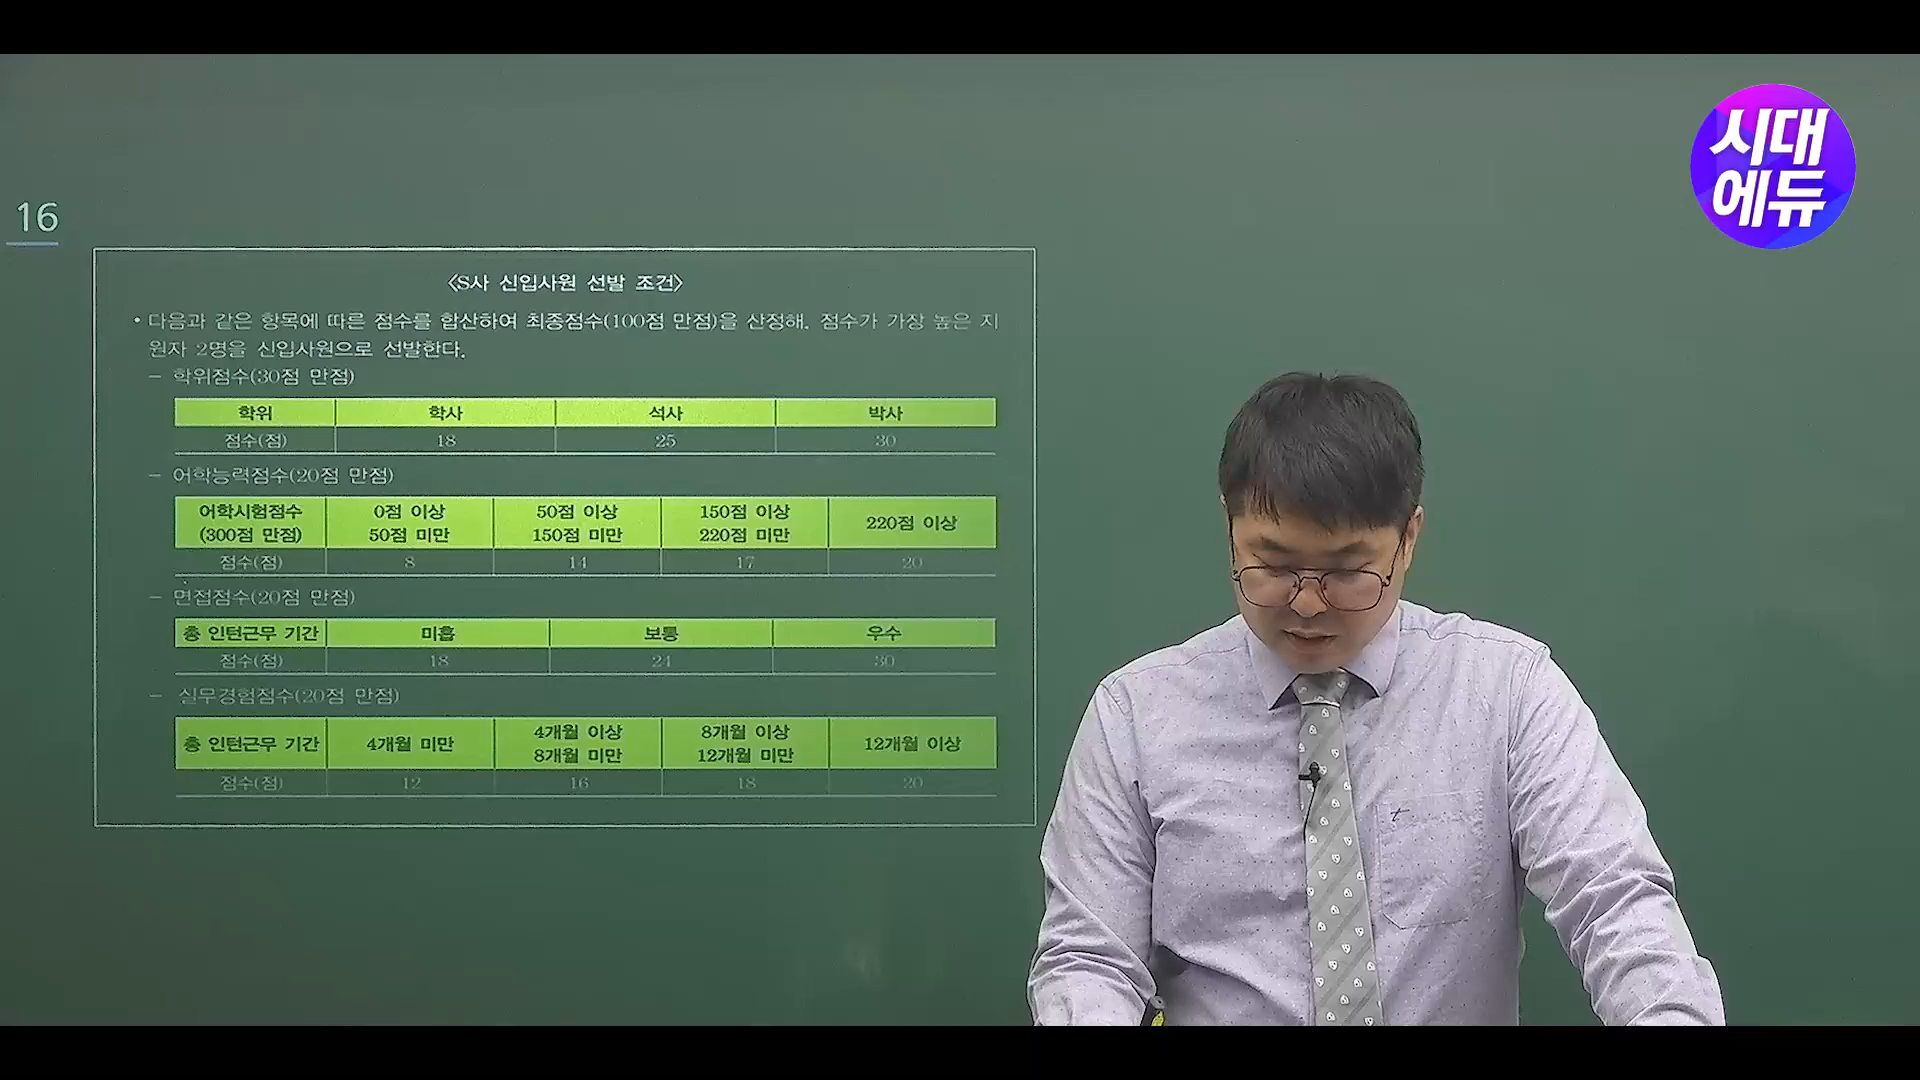 시대
에듀
16
<S사 신입사원 선발 조건>
• 다음과 같은 항목에 따른 점수를 합산하여 최종점수(100점 만점)을 산정해, 점수가 가장 높은 지
원자 2명을 신입사원으로 선발한다.
- 학위점수(30점 만점)
학위 학사 석사 박사
점수(점) 18 25 30
- 어학능력점수(20점 만점)
어학시험점수 0점 이상 50점 이상 150점 이상 220점 이상
(300점 만점) 50점 미만 150점 미만 220점 미만
점수(점) 8 14 17 20
- 면접점수(20점 만점)
총 인턴근무 기간 미흡 보통 우수
점수(점) 18 24 30
- 실무경험점수(20점 만점)
총 인턴근무 기간 4개월 미만 4개월 이상 8개월 이상 12개월 이상
8개월 미만 12개월 미만
점수(점) 12 16 18 20